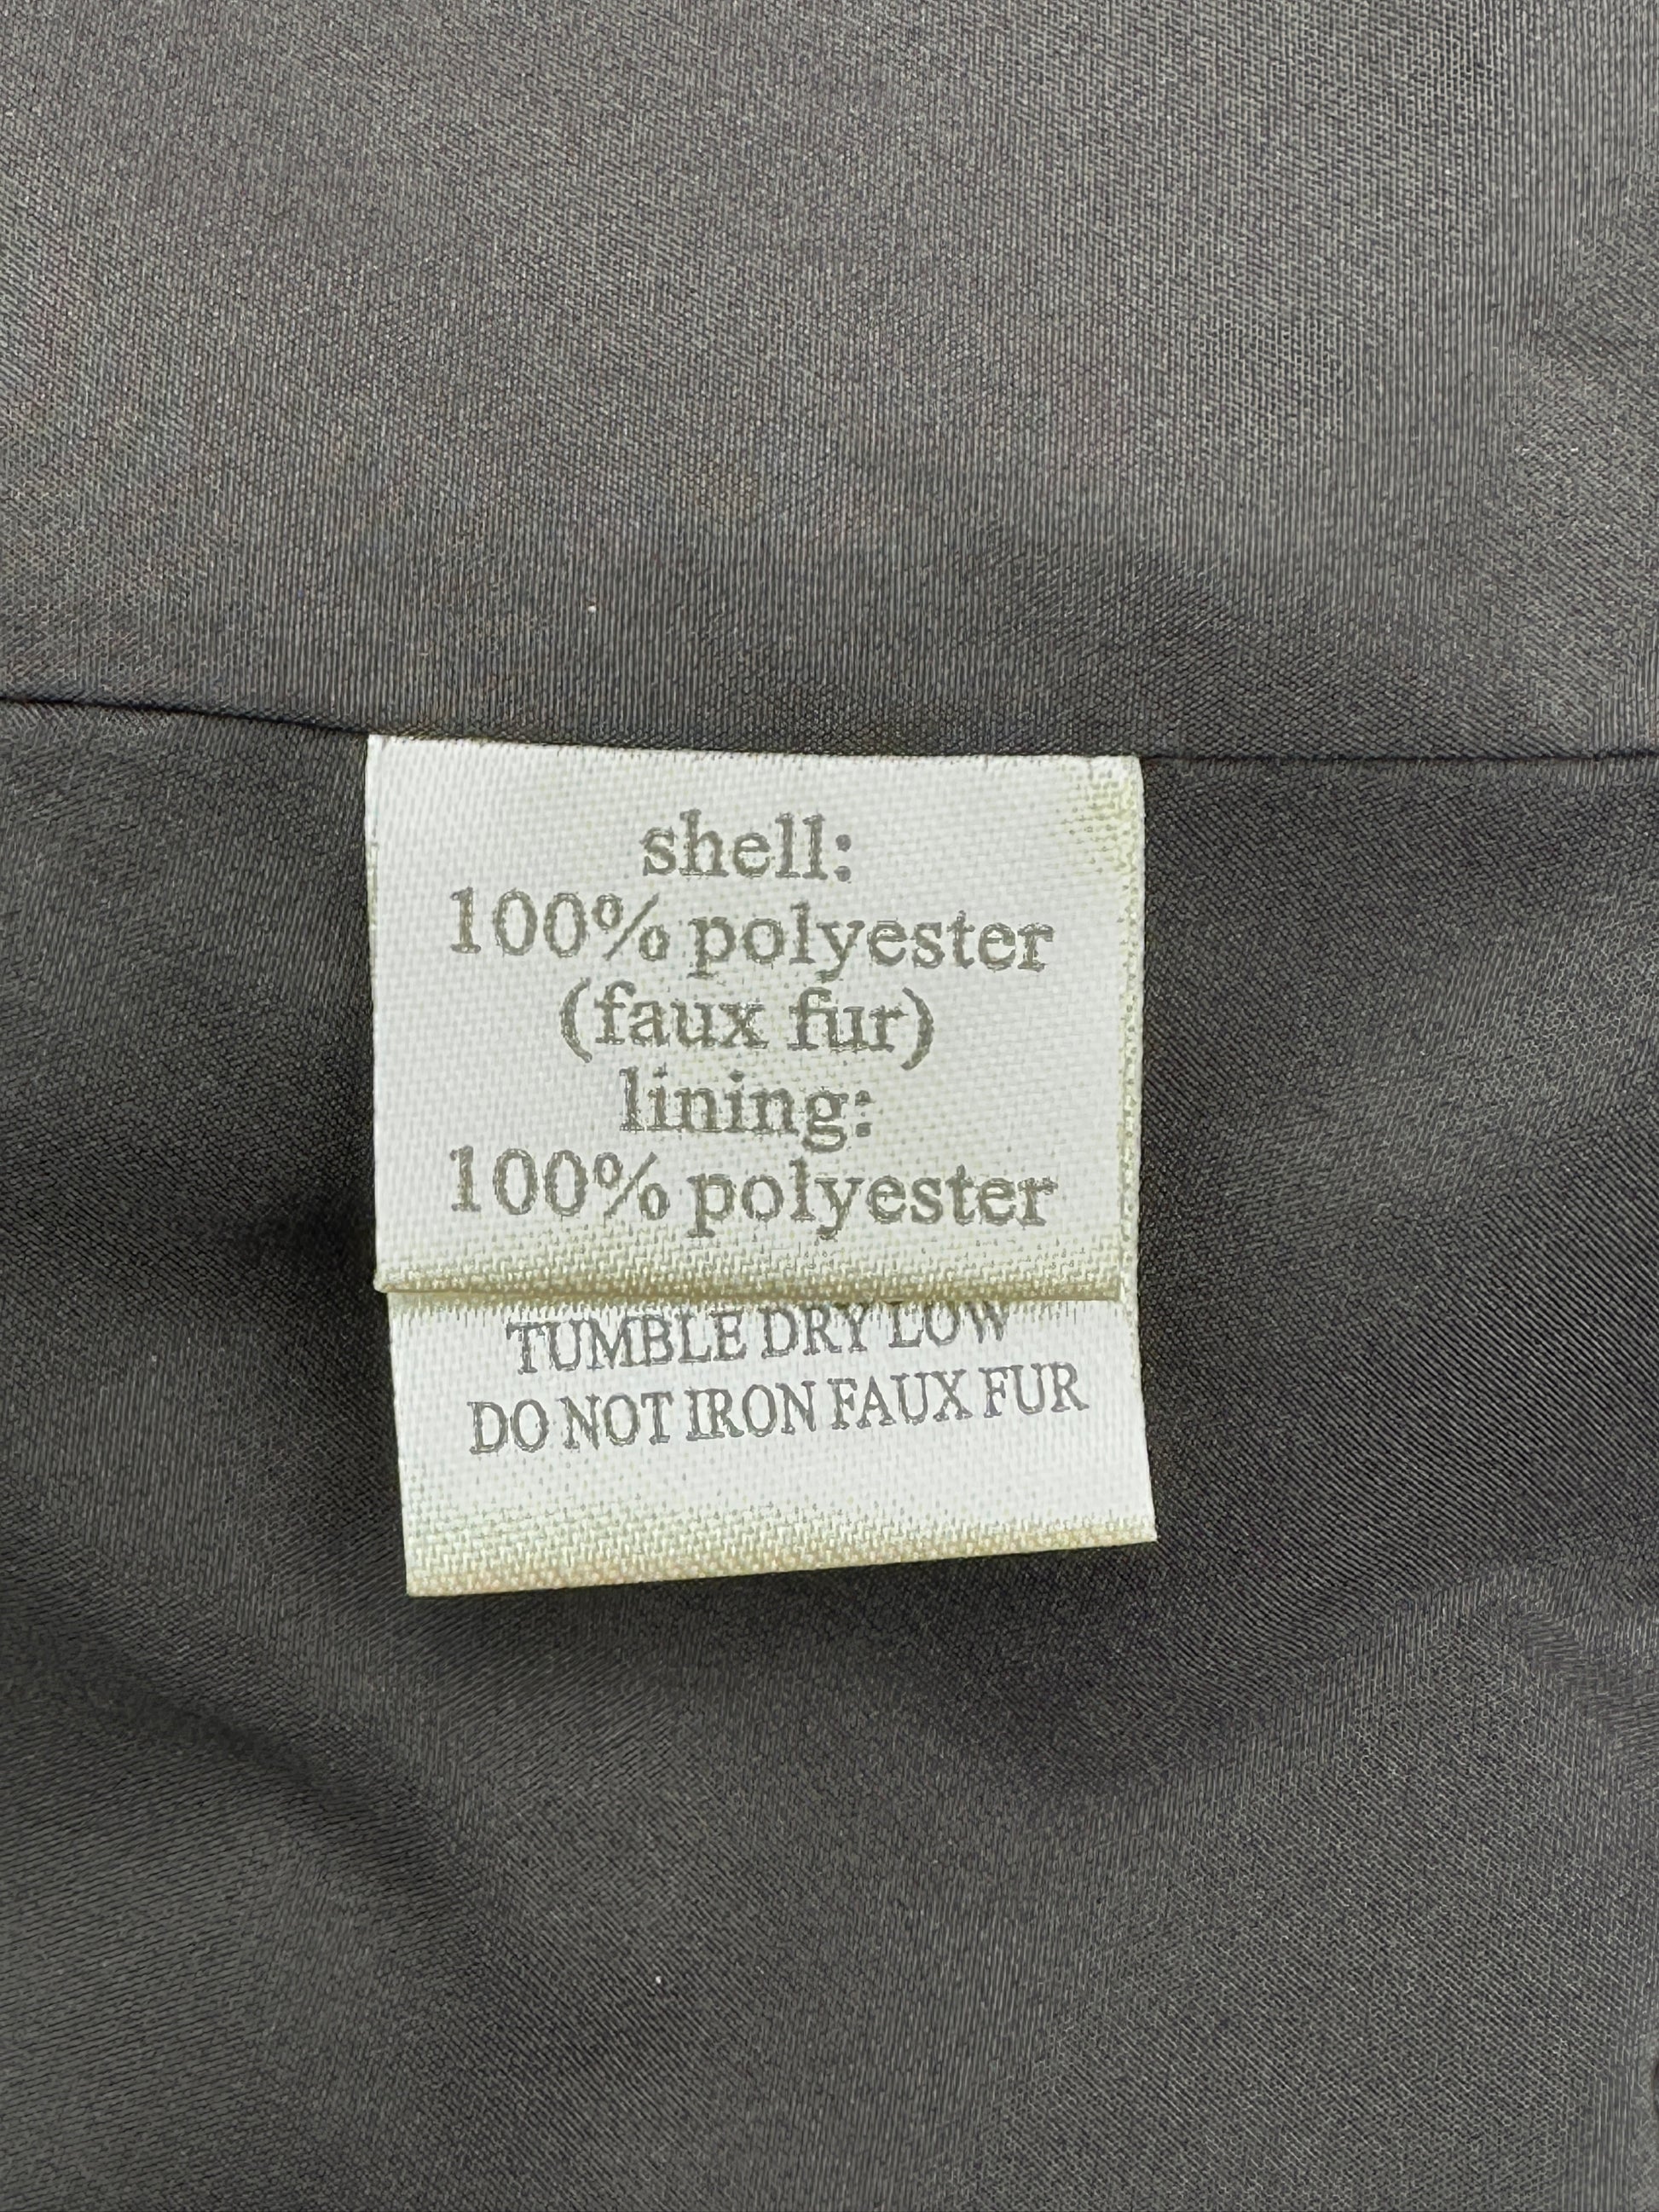 shell:
100% polyester
(faux fur)
lining:
100% polyester
TUMBLE DRY LOW
DO NOT IRON FAUX FUR